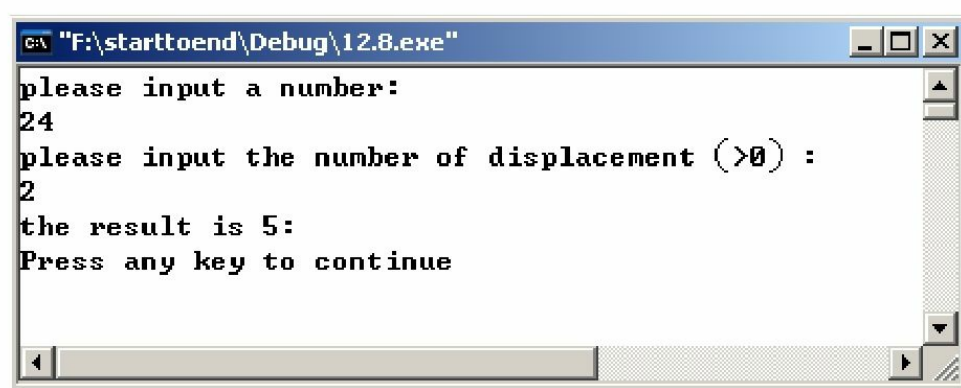 "F:\starttoend\Debug\12.8.exe"
please input a number:
24
please input the number of displacement (>0) :
2
the result is 5:
Press any key to continue